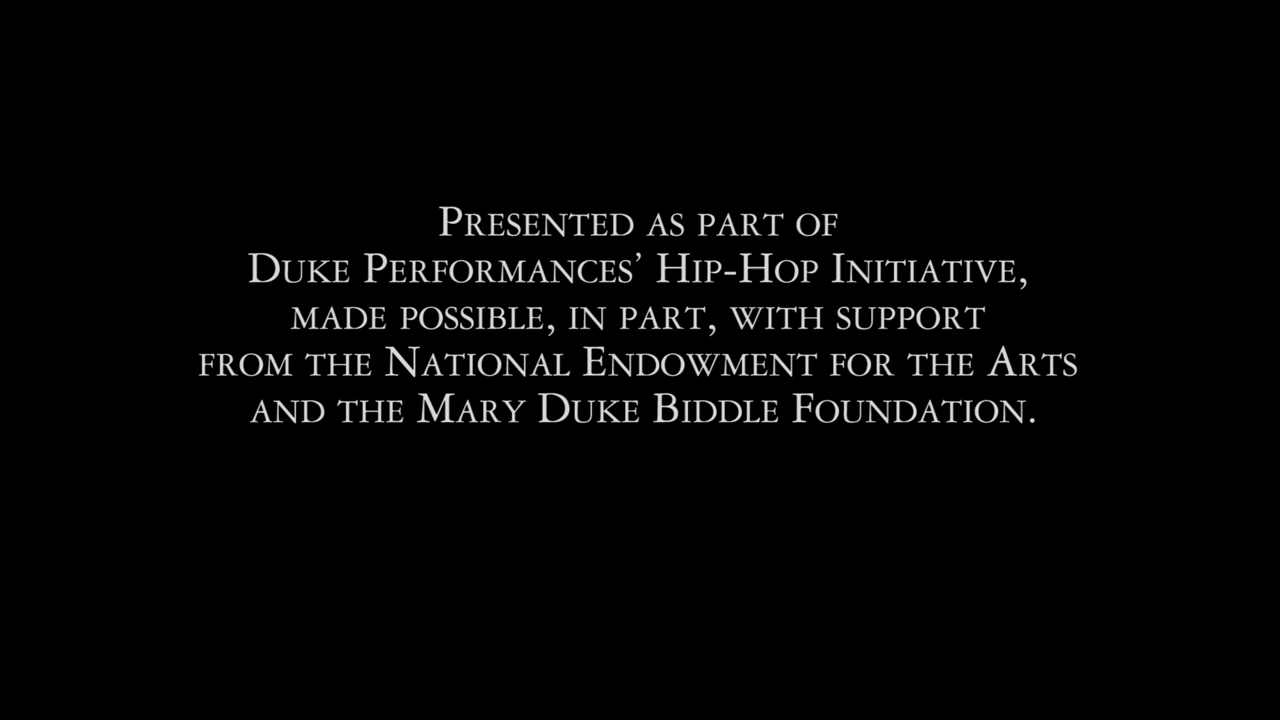 Presented as part of
Duke Performances’ Hip-Hop Initiative,
made possible, in part, with support
from the National Endowment for the Arts
and the Mary Duke Biddle Foundation.